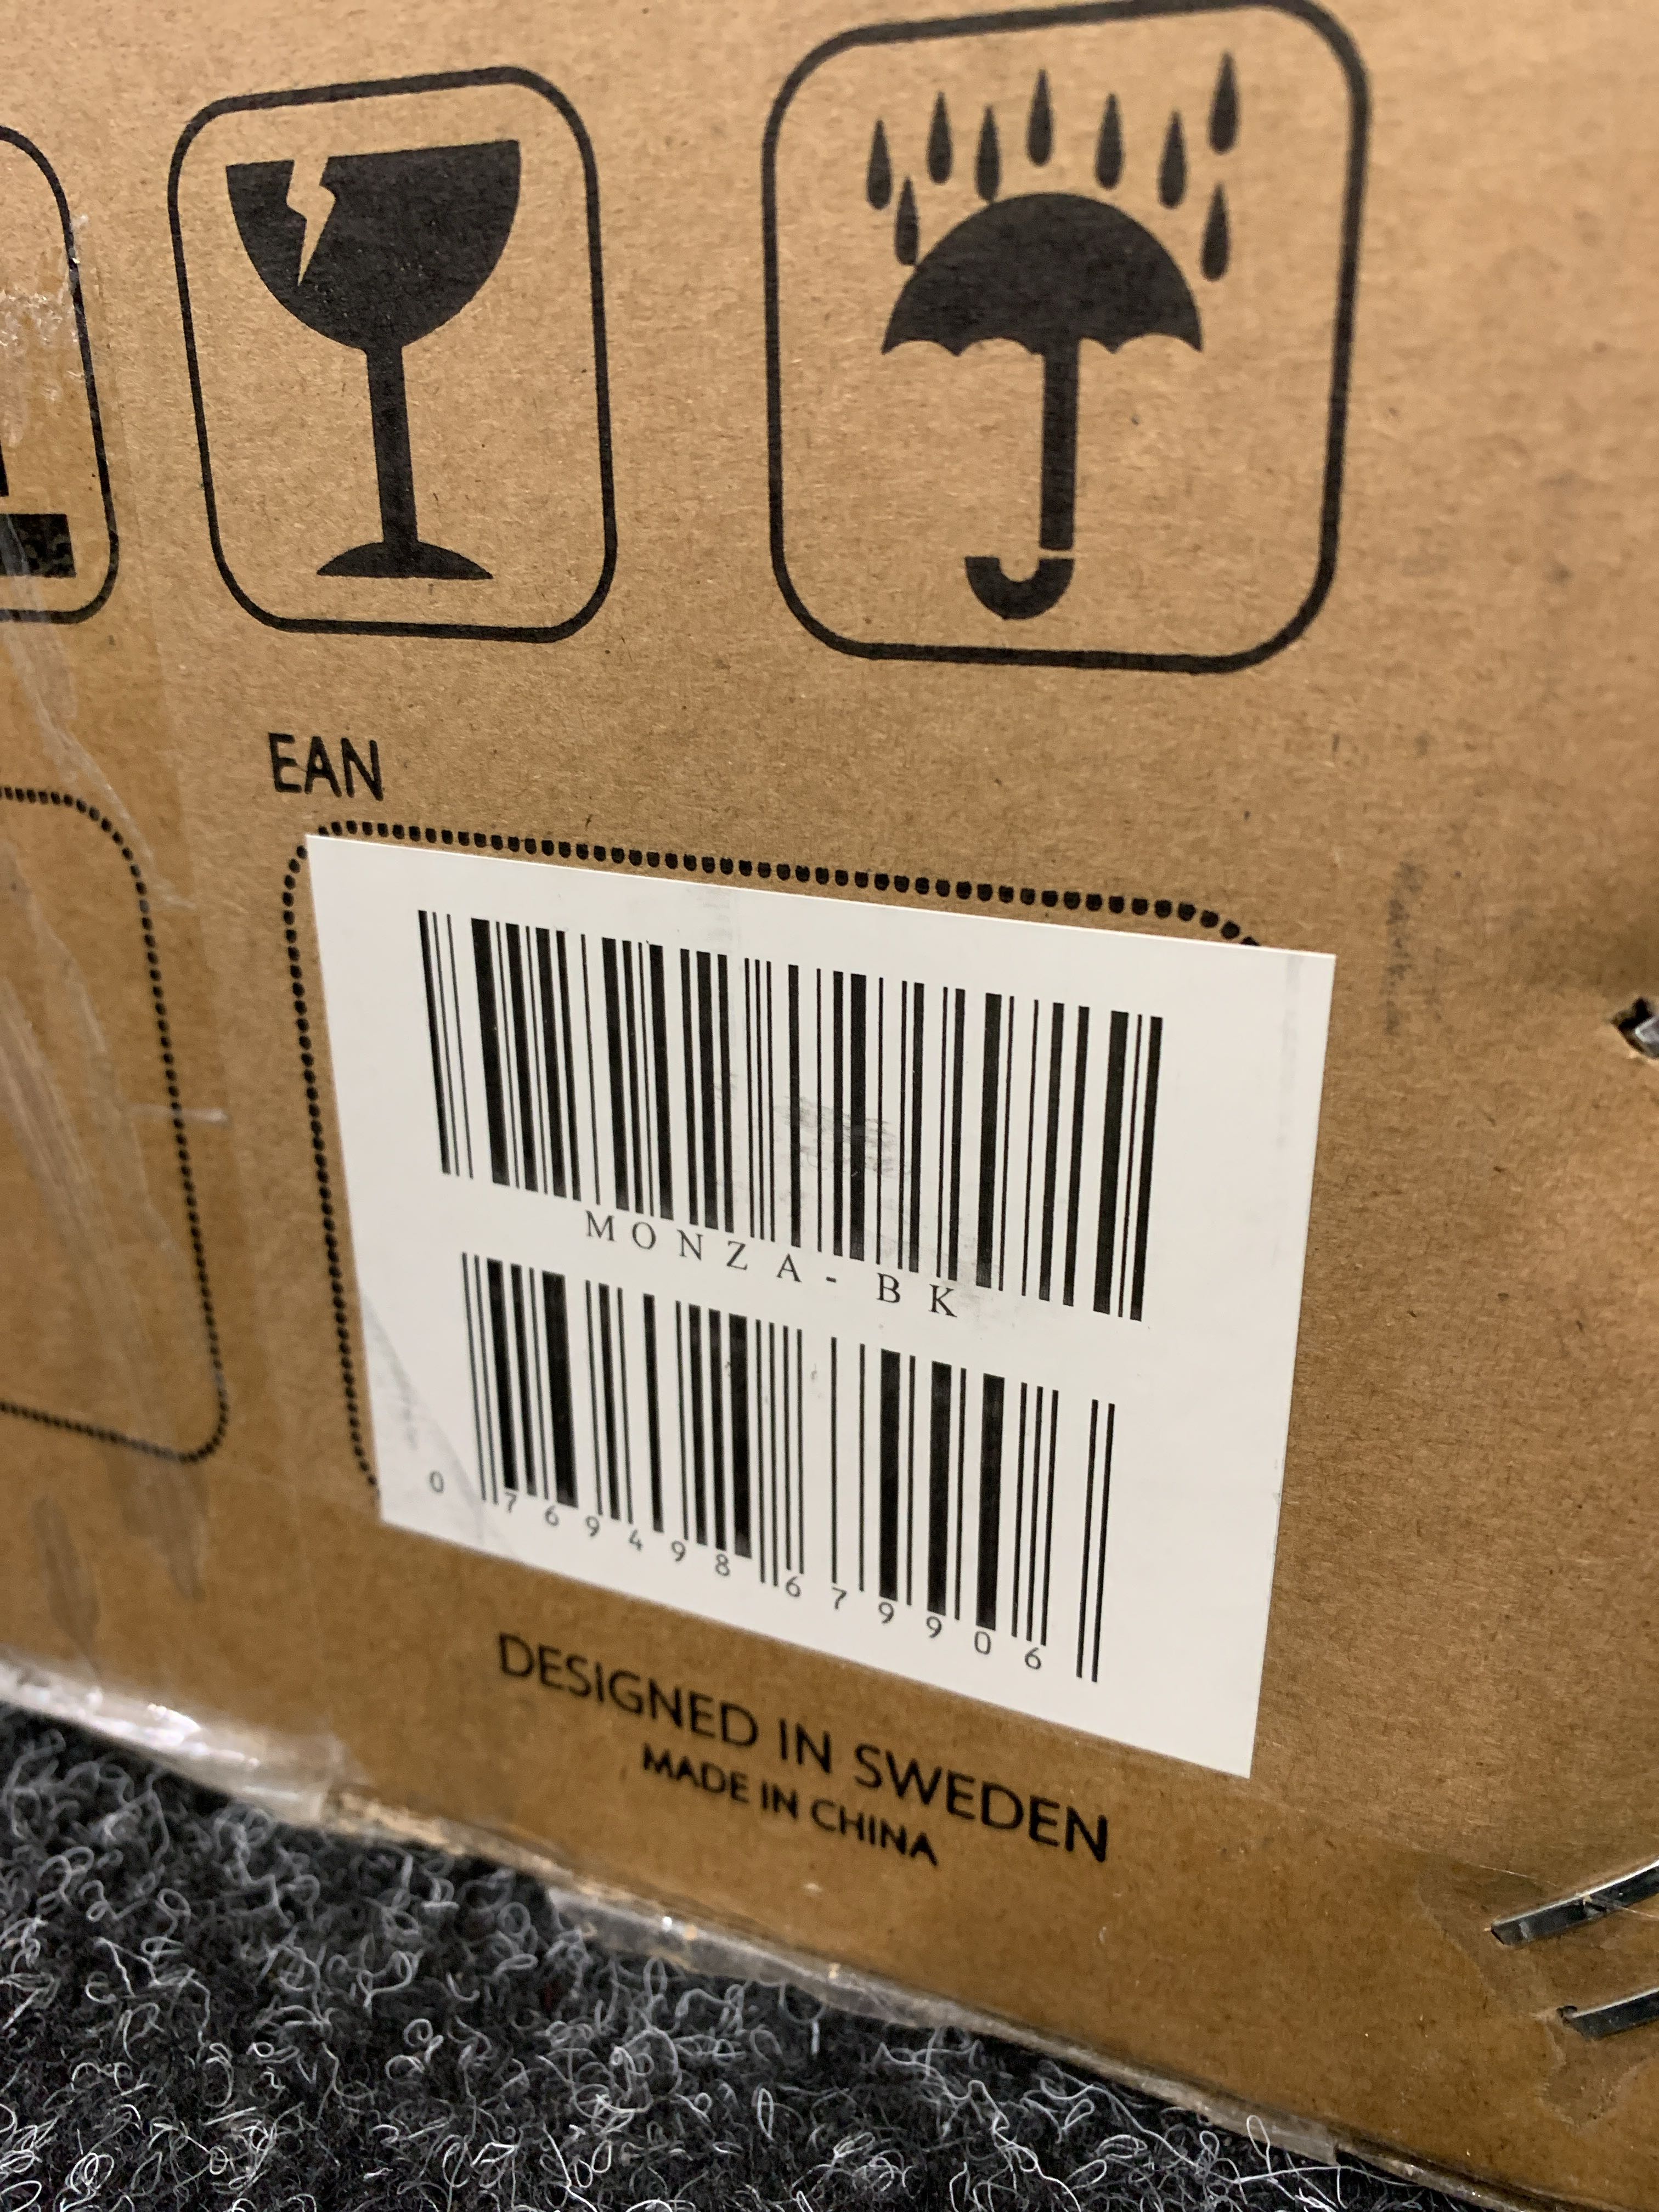 EAN
MONZA-BK
0 769498 679906
DESIGNED IN SWEDEN
MADE IN CHINA